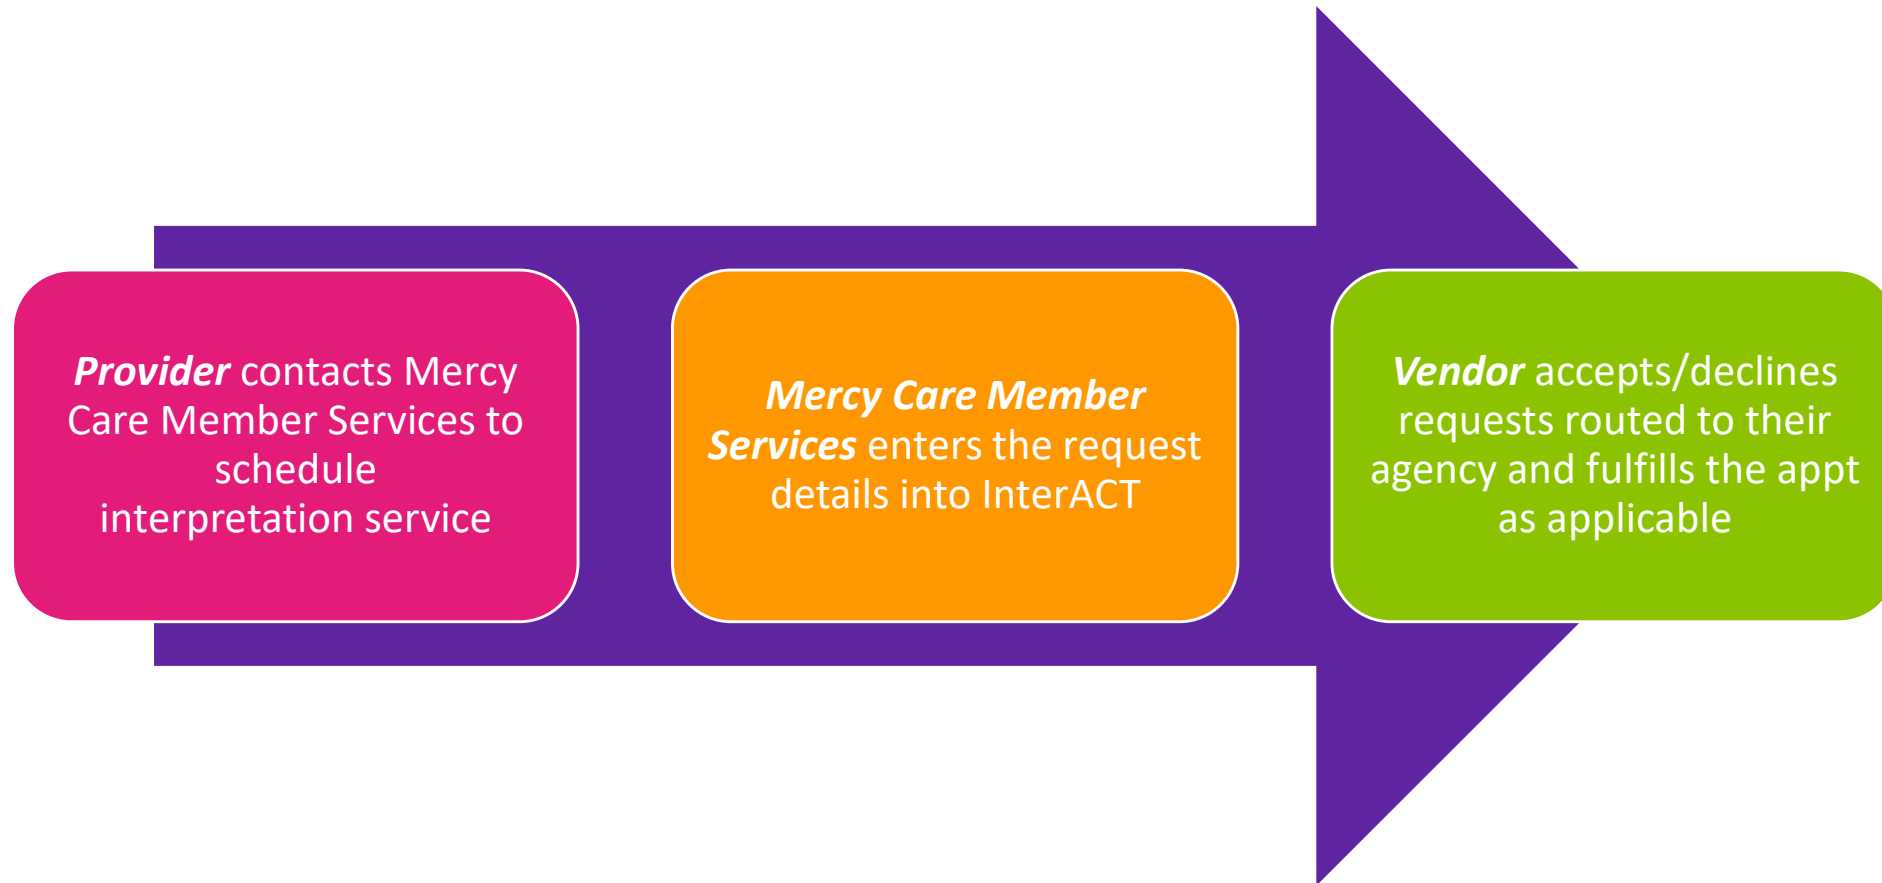 Provider contacts Mercy
Care Member Services to
schedule
interpretation service
Mercy Care Member
Services enters the request
details into InterACT
Vendor accepts/declines
requests routed to their
agency and fulfills the appt
as applicable